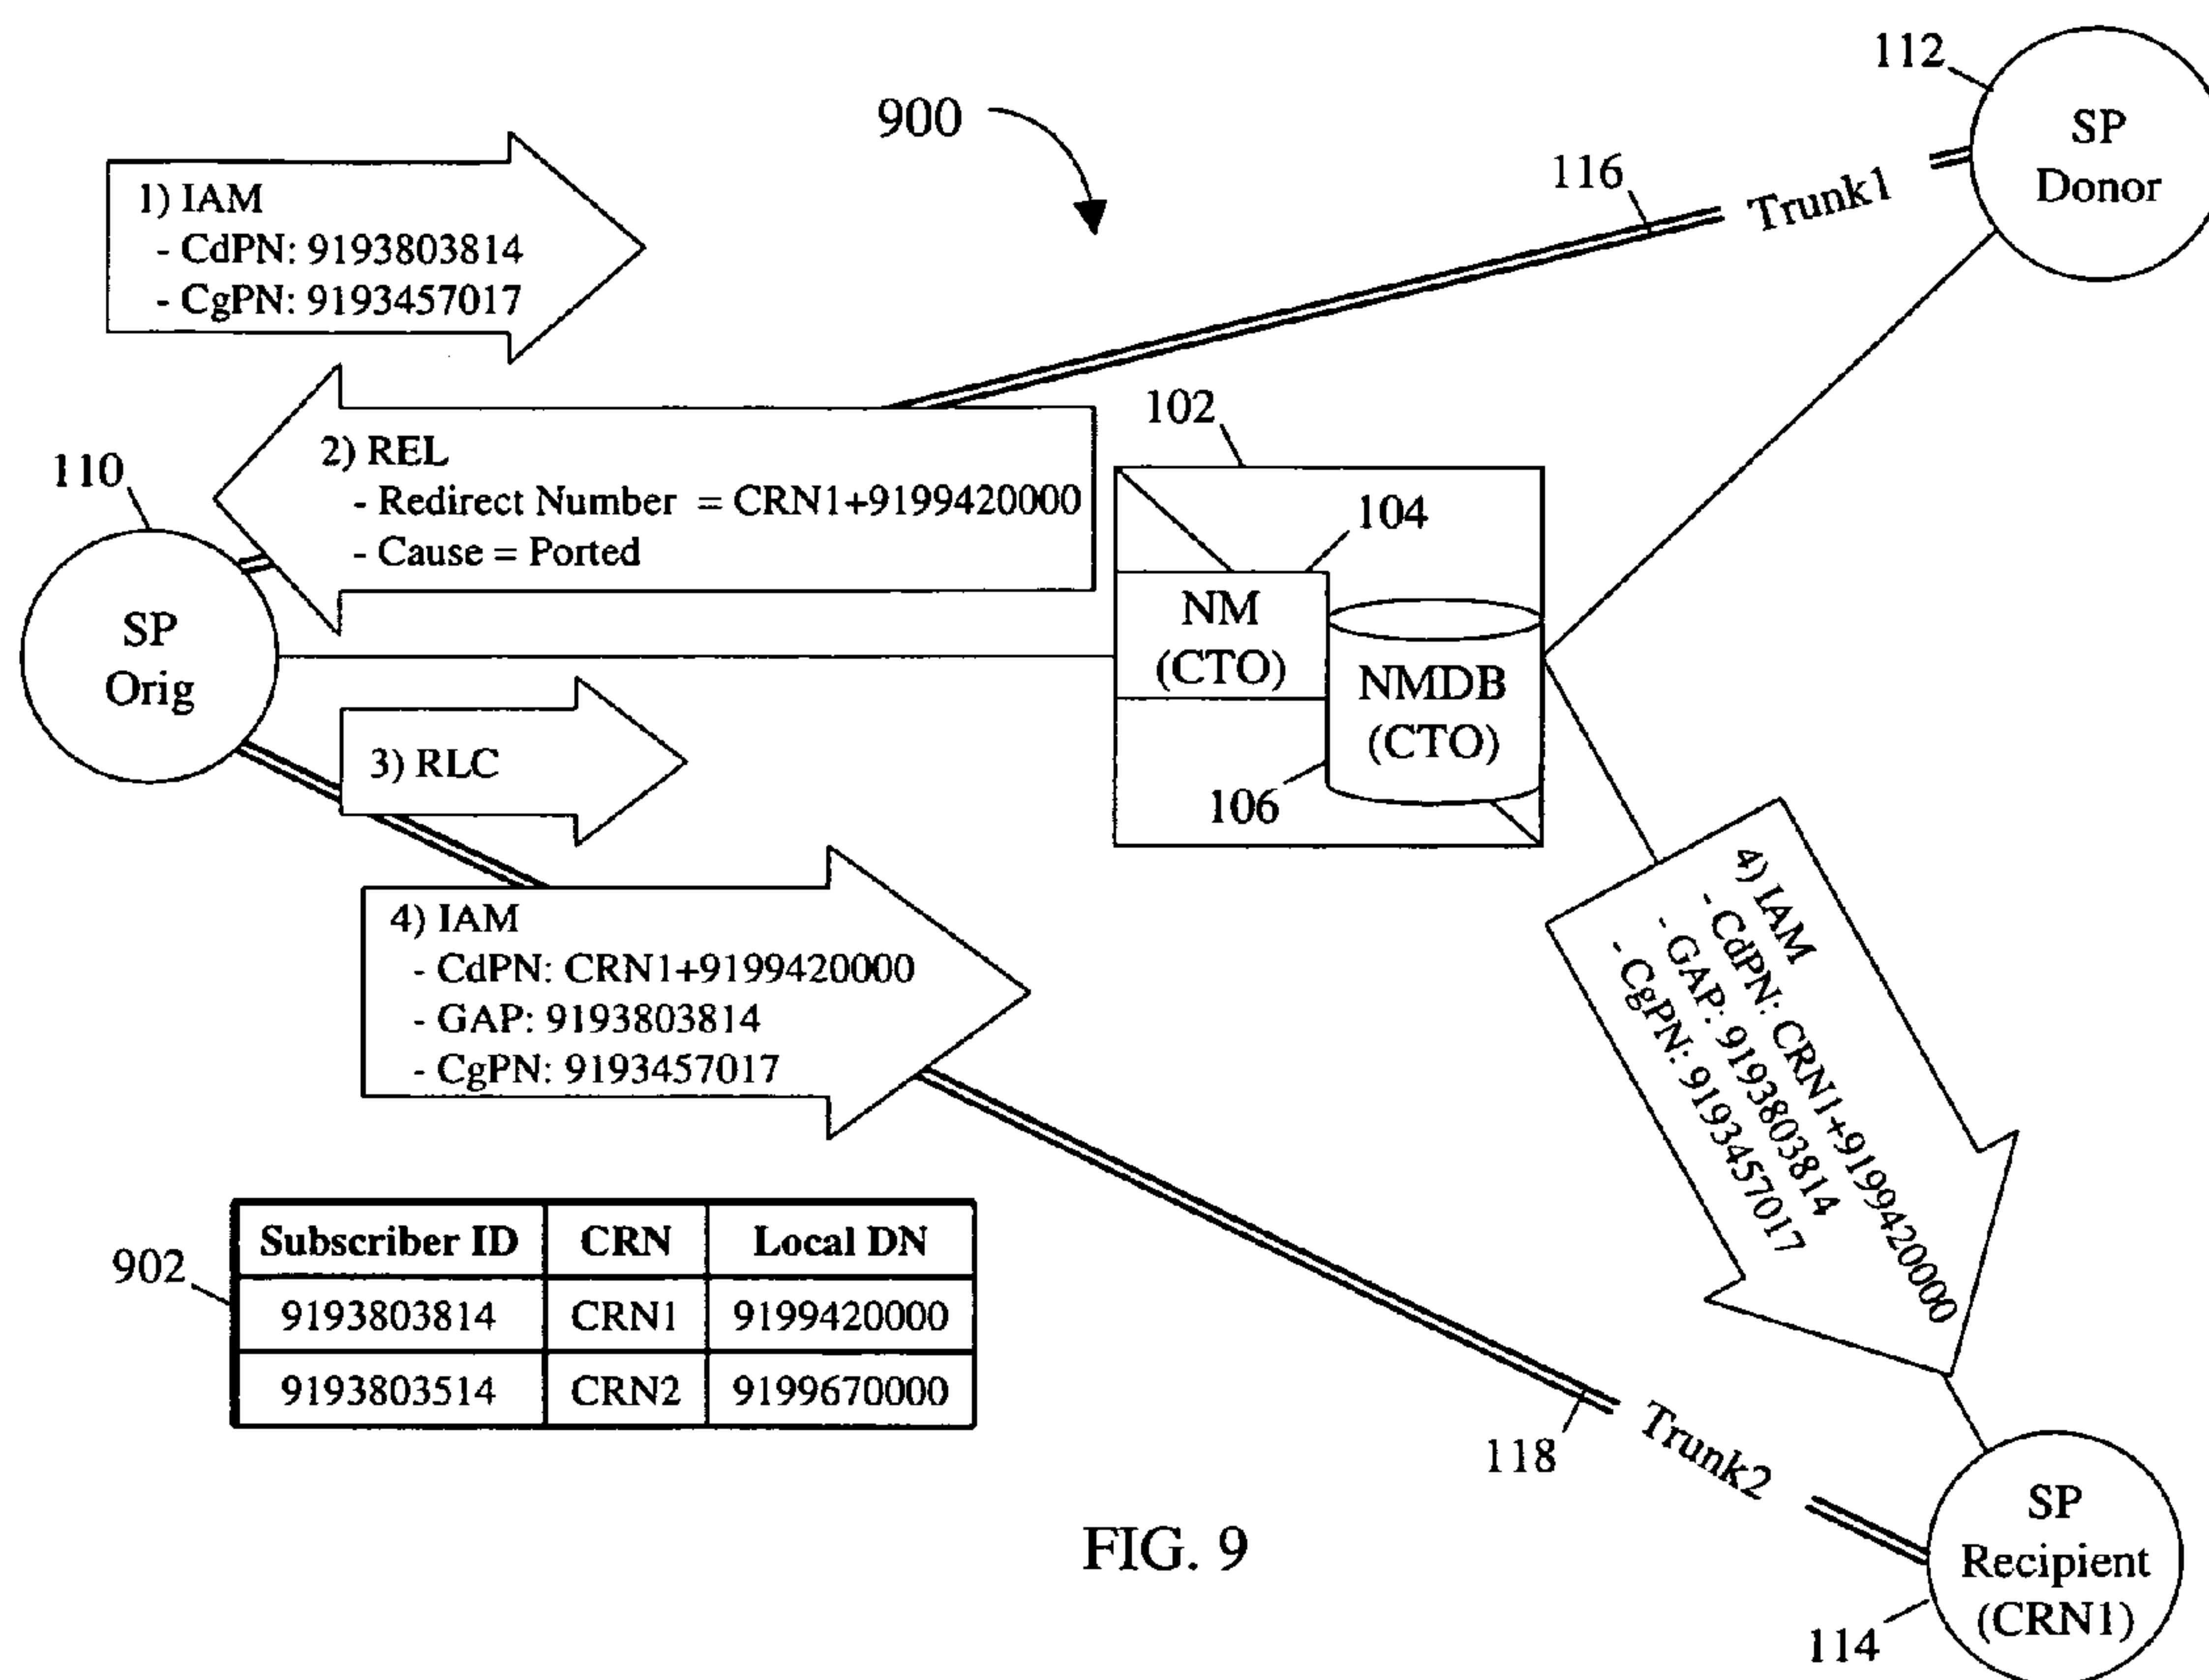 112
SP
Donor
900
116
Trunk1
1) IAM
- CdPN: 9193803814
- CgPN: 9193457017
102
2) REL
- Redirect Number = CRN1+9199420000
- Cause = Ported
110
104
SP
Orig
NM
(CTO)
NMDB
(CTO)
106
3) RLC
4) IAM
- CdPN: CRN1+9199420000
- GAP: 9193803814
- CgPN: 9193457017
4) IAM
- CdPN: CRN1+9199420000
- GAP: 9193803814
- CgPN: 9193457017
902
Subscriber ID CRN Local DN
9193803814 CRN1 9199420000
9193803514 CRN2 9199670000
118
Trunk2
SP
Recipient
(CRN1)
114
FIG. 9